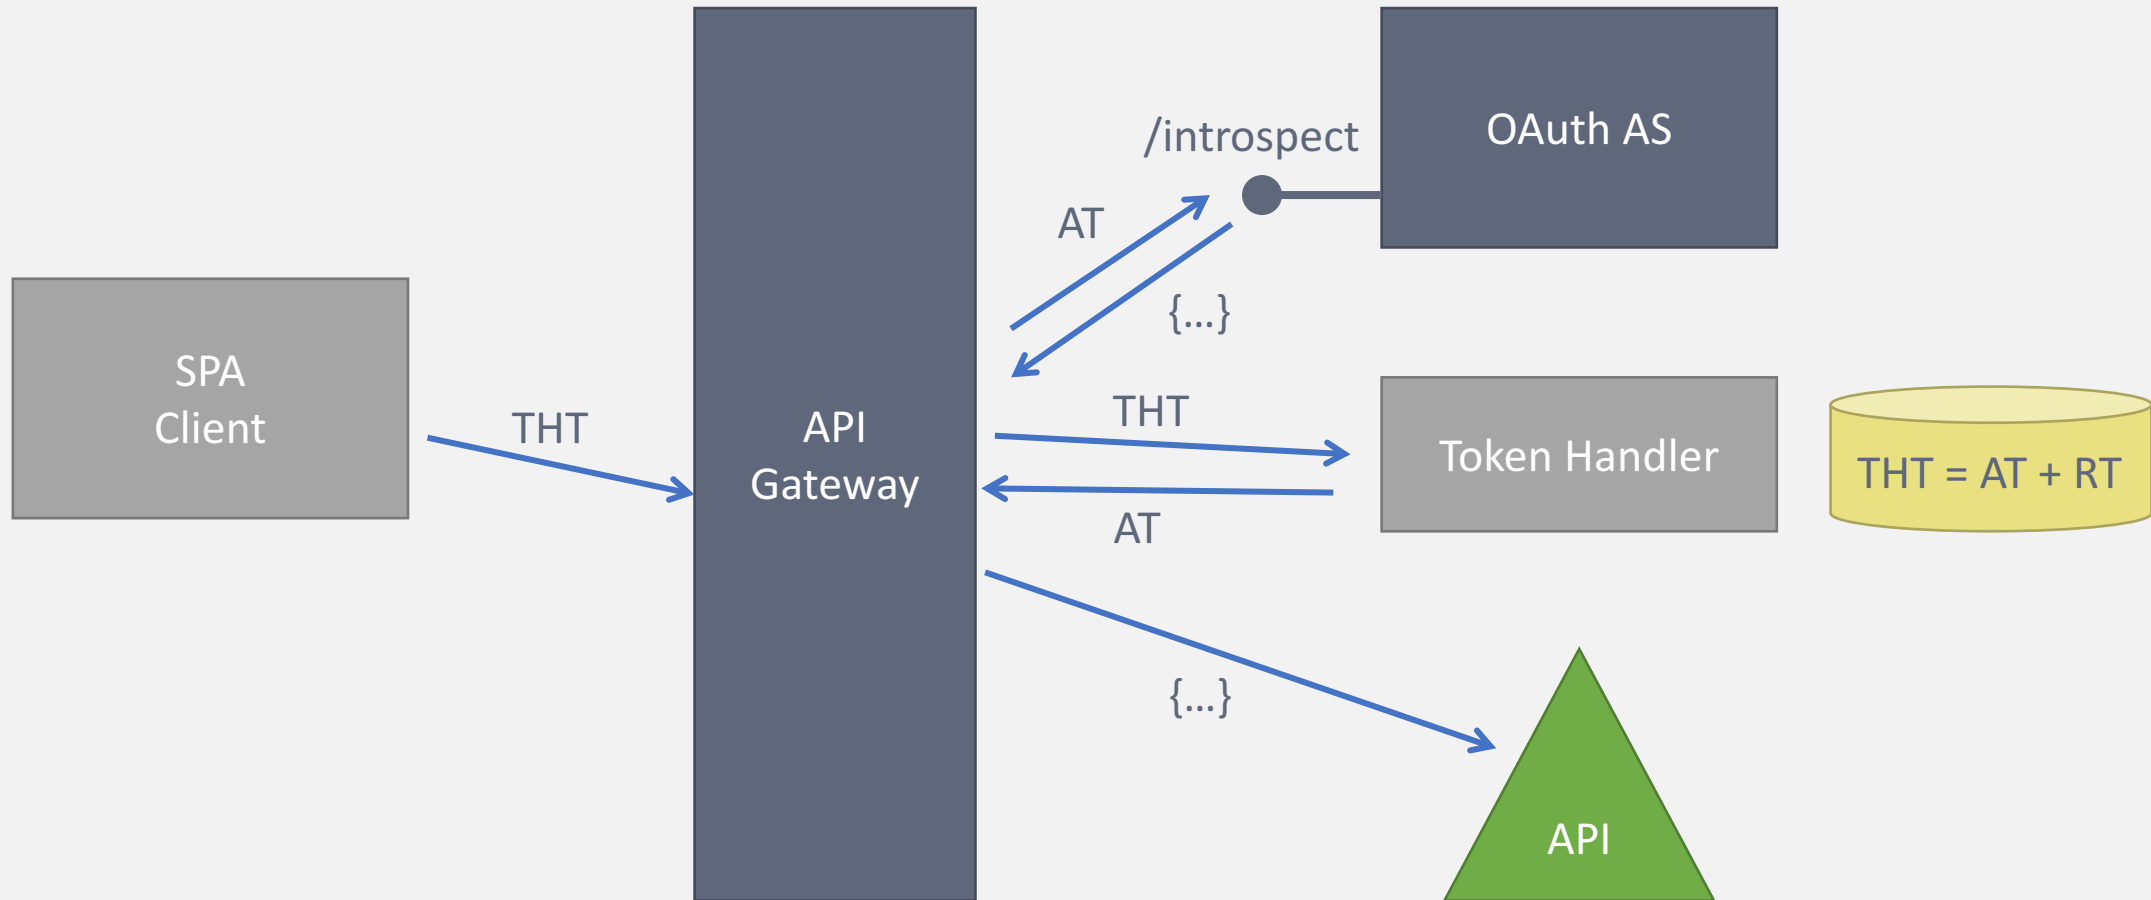 SPA
Client
THT
API
Gateway
/introspect
AT
{...}
OAuth AS
THT
AT
Token Handler
THT = AT + RT
{...}
API